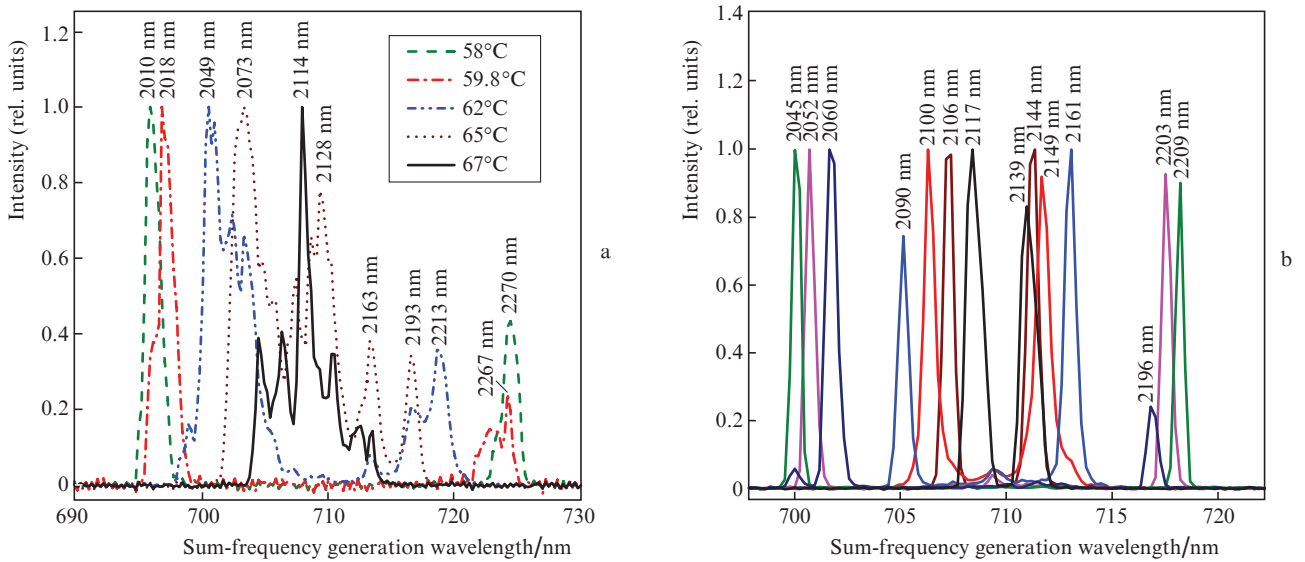 Intensity (rel. units)
1.2
1.0
0.8
0.6
0.4
0.2
0
690
700
710
720
730
Sum-frequency generation wavelength/nm
2010 nm
2018 nm
2049 nm
2073 nm
2114 nm
2128 nm
2163 nm
2193 nm
2213 nm
2267 nm
2270 nm
58°C
59.8°C
62°C
65°C
67°C
a
Intensity (rel. units)
1.4
1.2
1.0
0.8
0.6
0.4
0.2
0
700
705
710
715
720
Sum-frequency generation wavelength/nm
2045 nm
2052 nm
2060 nm
2090 nm
2100 nm
2106 nm
2117 nm
2139 nm
2144 nm
2149 nm
2161 nm
2196 nm
2203 nm
2209 nm
b